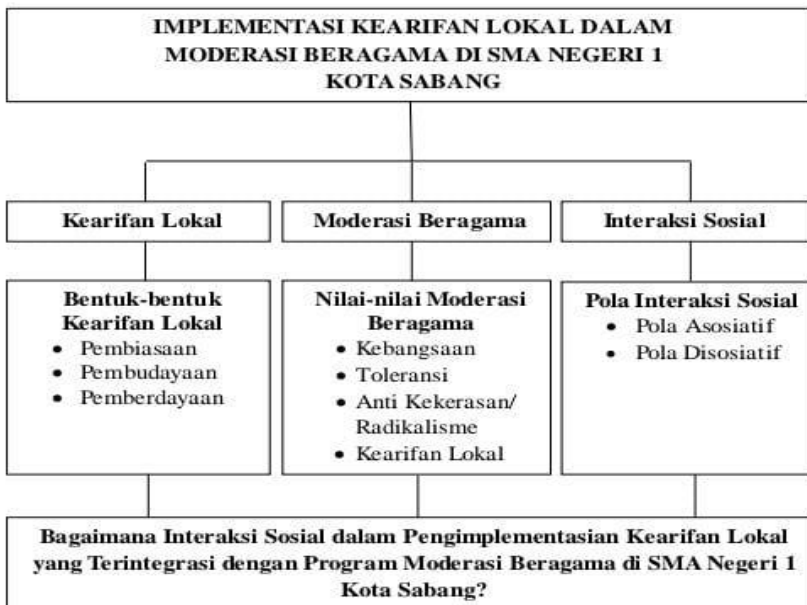 IMPLEMENTASI KEARIFAN LOKAL DALAM
MODERASI BERAGAMA DI SMA NEGERI 1
KOTA SABANG
Kearifan Lokal
Moderasi Beragama
Interaksi Sosial
Bentuk-bentuk
Kearifan Lokal
• Pembiasaan
• Pembudayaan
• Pemberdayaan
Nilai-nilai Moderasi
Beragama
• Kebangsaan
• Toleransi
• Anti Kekerasan/
Radikalisme
• Kearifan Lokal
Pola Interaksi Sosial
• Pola Asosiatif
• Pola Disosiatif
Bagaimana Interaksi Sosial dalam Pengimplementasian Kearifan Lokal
yang Terintegrasi dengan Program Moderasi Beragama di SMA Negeri 1
Kota Sabang?